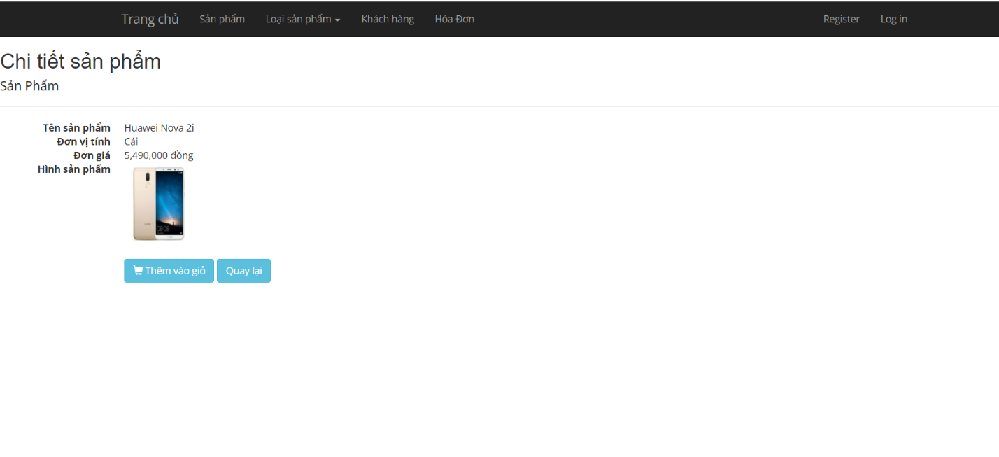 Trang chủ Sản phẩm Loại sản phẩm Khách hàng Hóa Đơn Register Log in
Chi tiết sản phẩm
Sản Phẩm
Tên sản phẩm Huawei Nova 2i
Đơn vị tính Cái
Đơn giá 5,490,000 đồng
Hình sản phẩm
08:08
Thêm vào giỏ Quay lại